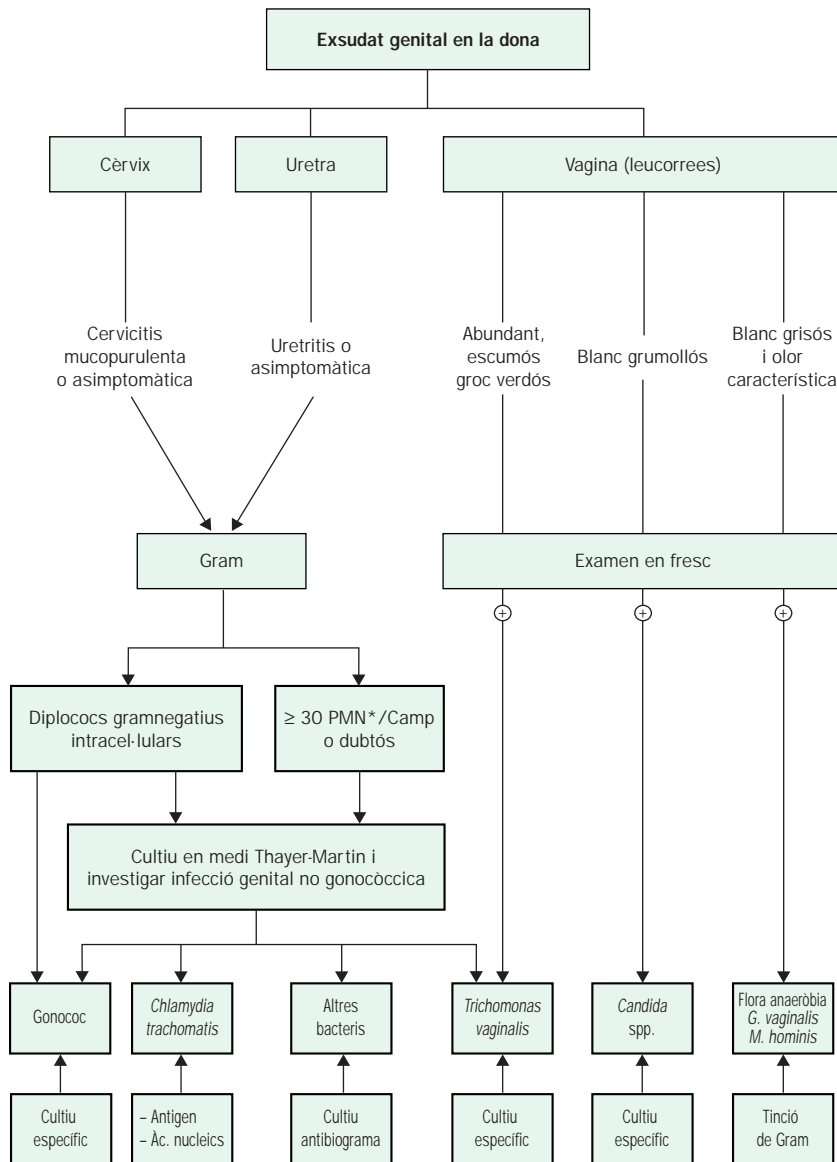 Exsudat genital en la dona
Cèrvix
Uretra
Vagina (leucorrees)
Cervicitis
mucopurulenta
o asimptomàtica
Uretritis o
asimptomàtica
Abundant,
escumós
groc verdós
Blanc grumollós
Blanc grisós
i olor
característica
Gram
Examen en fresc
+
+
+
Diplococs gramnegatius
intracel·lulars
≥ 30 PMN*/Camp
o dubtós
Cultiu en medi Thayer-Martin i
investigar infecció genital no gonocòccica
Gonococ
Chlamydia
trachomatis
Altres
bacteris
Trichomonas
vaginalis
Candida
spp.
Flora anaeròbia
G. vaginalis
M. hominis
Cultiu
específic
– Antigen
– Àc. nucleics
Cultiu
antibiograma
Cultiu
específic
Cultiu
específic
Tinció
de Gram